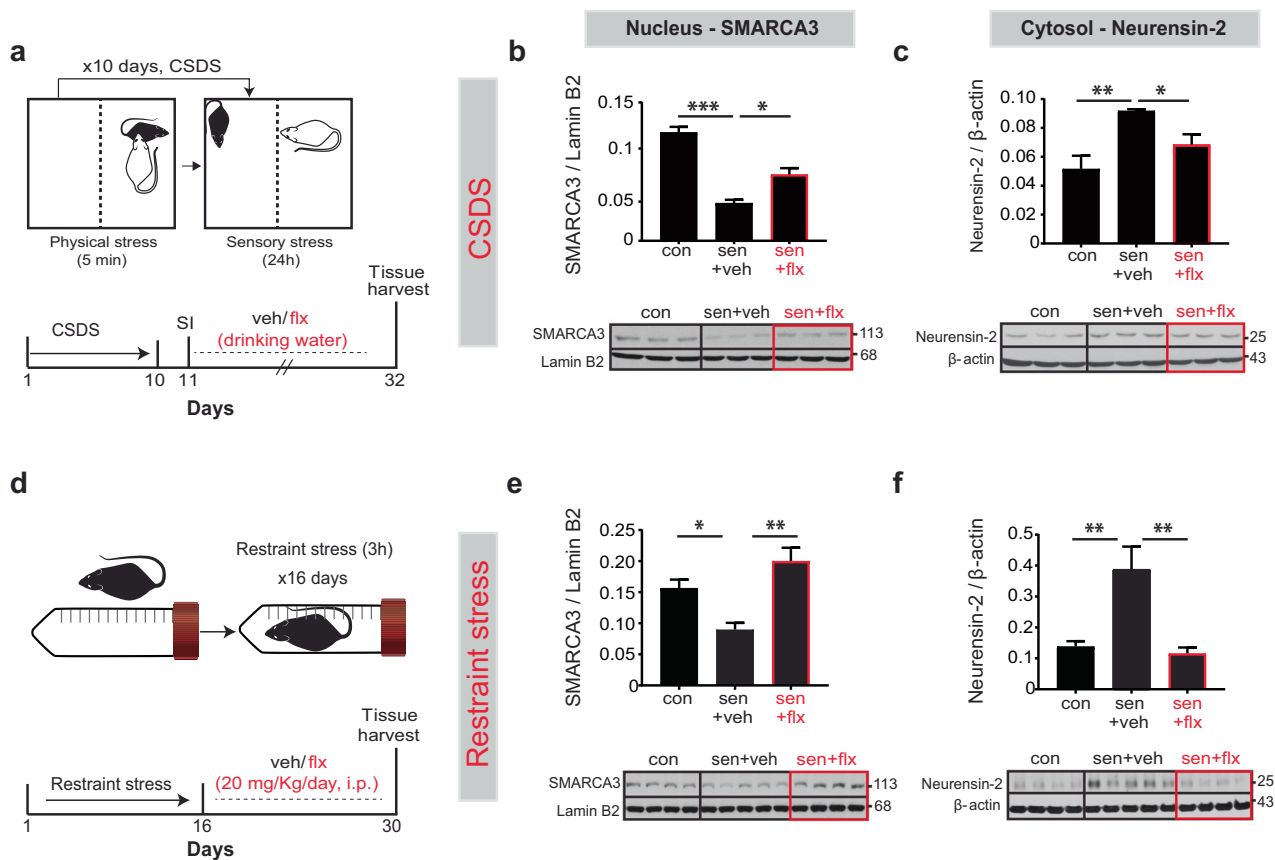 a
x10 days, CSDS
Physical stress
(5 min)
Sensory stress
(24h)
Tissue
harvest
CSDS
SI
veh/flx
(drinking water)
1
10
11
32
Days
CSDS
Nucleus - SMARCA3
b
SMARCA3 / Lamin B2
0.15
0.1
0.05
0
***
*
con
sen
+veh
sen
+flx
con
sen+veh
sen+flx
SMARCA3
113
Lamin B2
68
Cytosol - Neurensin-2
c
Neurensin-2 / β-actin
0.10
0.08
0.06
0.04
0.02
0
**
*
con
sen
+veh
sen
+flx
con
sen+veh
sen+flx
Neurensin-2
25
β-actin
43
d
Restraint stress (3h)
x16 days
Tissue
harvest
Restraint stress
veh/flx
(20 mg/Kg/day, i.p.)
1
16
30
Days
Restraint stress
e
SMARCA3 / Lamin B2
0.25
0.20
0.15
0.10
0.05
0
*
**
con
sen
+veh
sen
+flx
con
sen+veh
sen+flx
SMARCA3
113
Lamin B2
68
f
Neurensin-2 / β-actin
0.5
0.4
0.3
0.2
0.1
0
**
**
con
sen
+veh
sen
+flx
con
sen+veh
sen+flx
Neurensin-2
25
β-actin
43